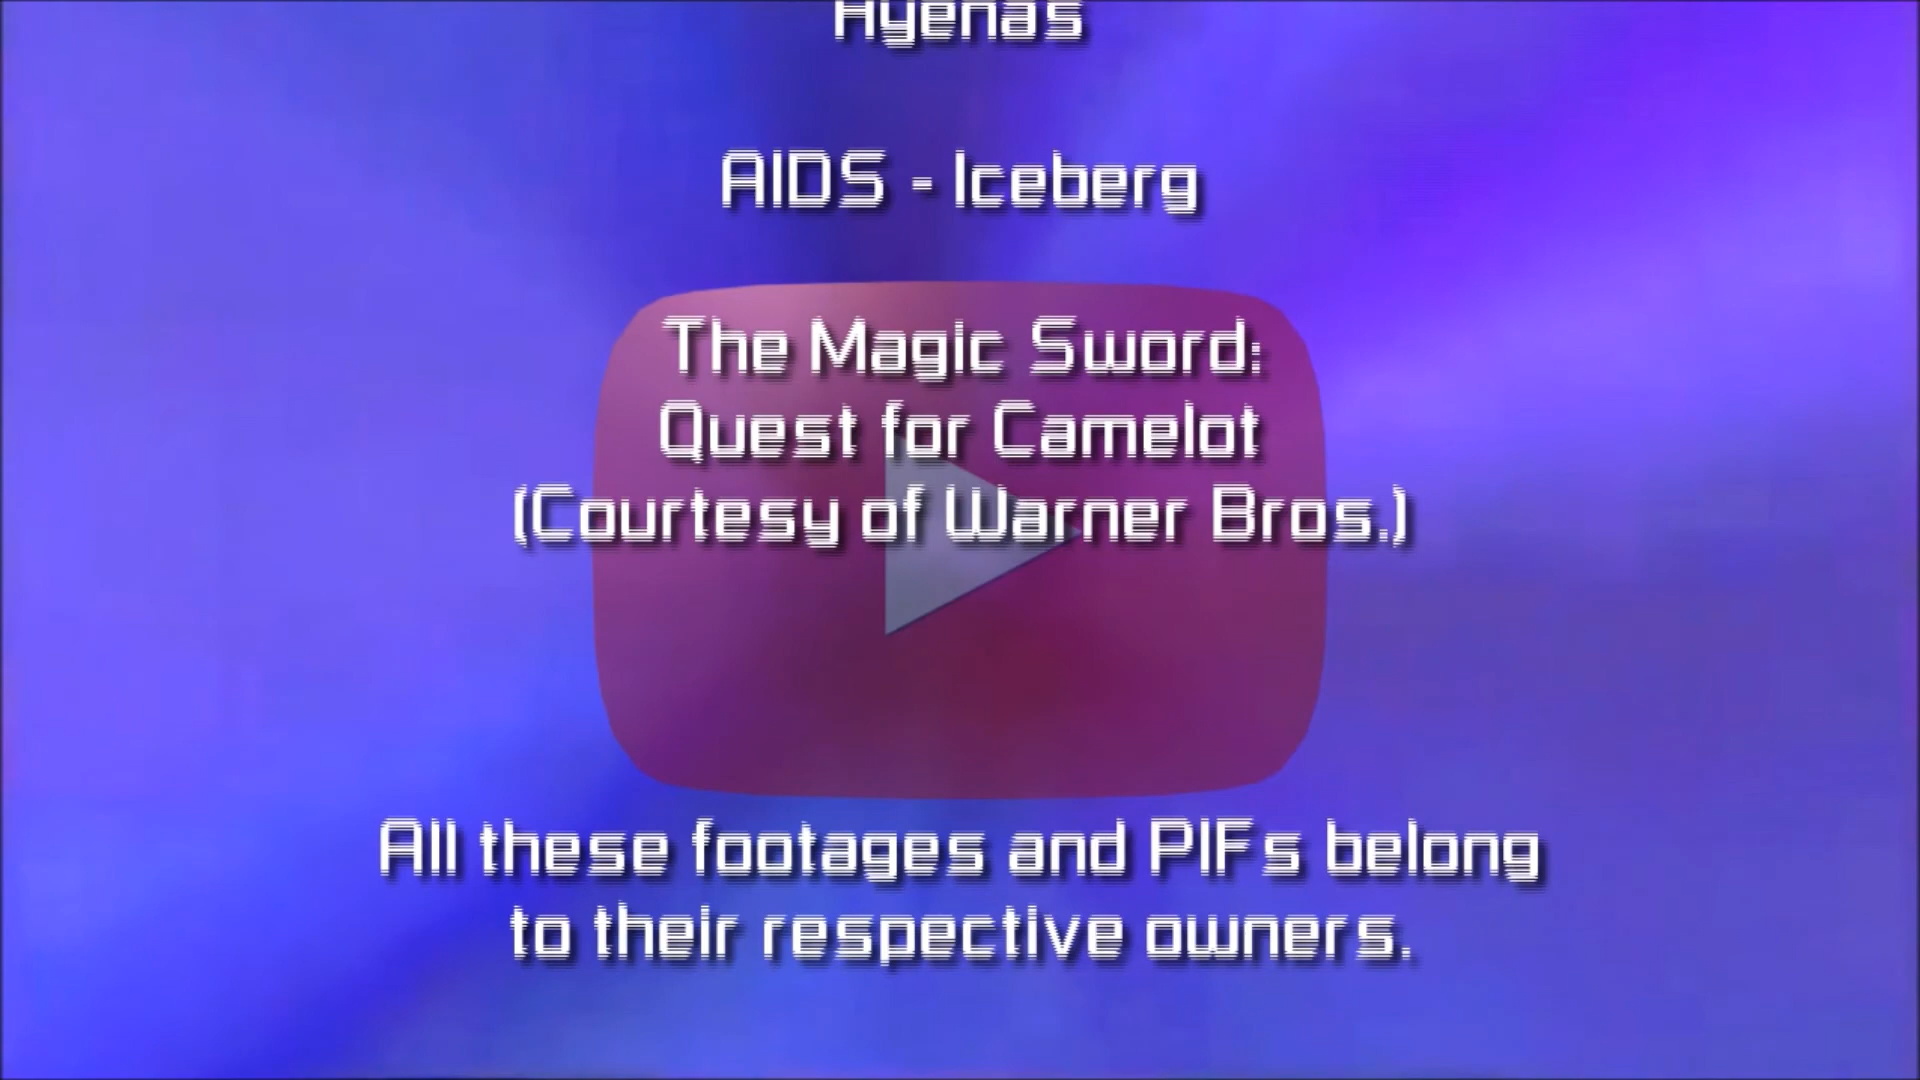 AIDS - Iceberg
The Magic Sword:
Quest for Camelot
(Courtesy of Warner Bros.)
All these footages and PIFs belong
to their respective owners.